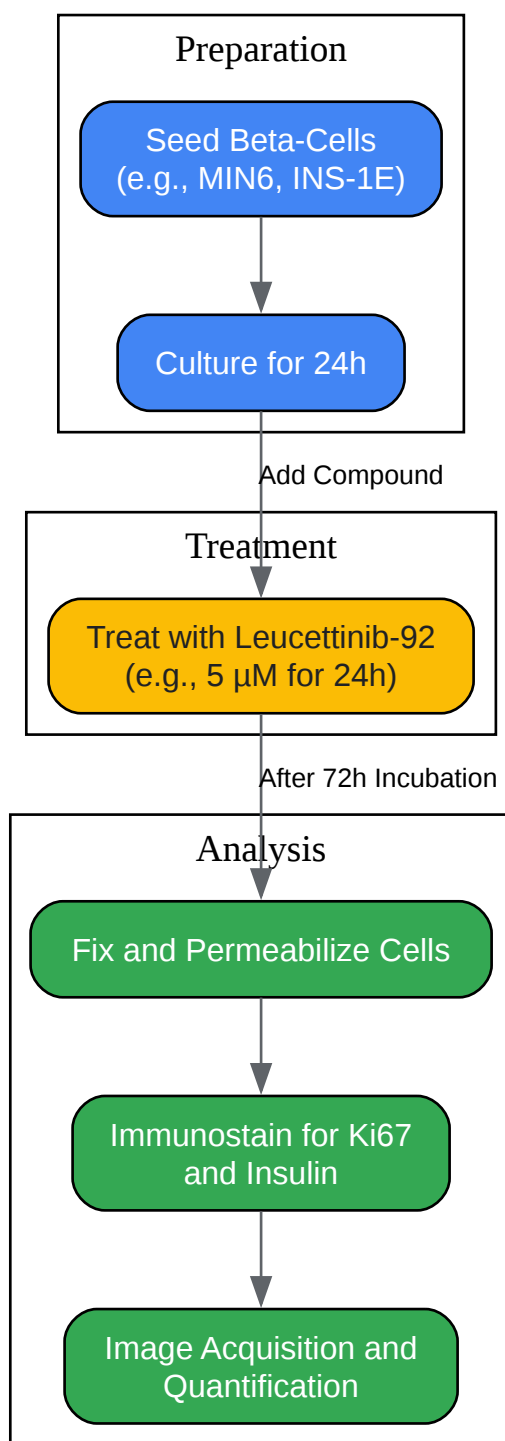 Preparation
Seed Beta-Cells
(e.g., MIN6, INS-1E)
Culture for 24h
Add Compound
Treatment
Treat with Leucettinib-92
(e.g., 5 µM for 24h)
After 72h Incubation
Analysis
Fix and Permeabilize Cells
Immunostain for Ki67
and Insulin
Image Acquisition and
Quantification